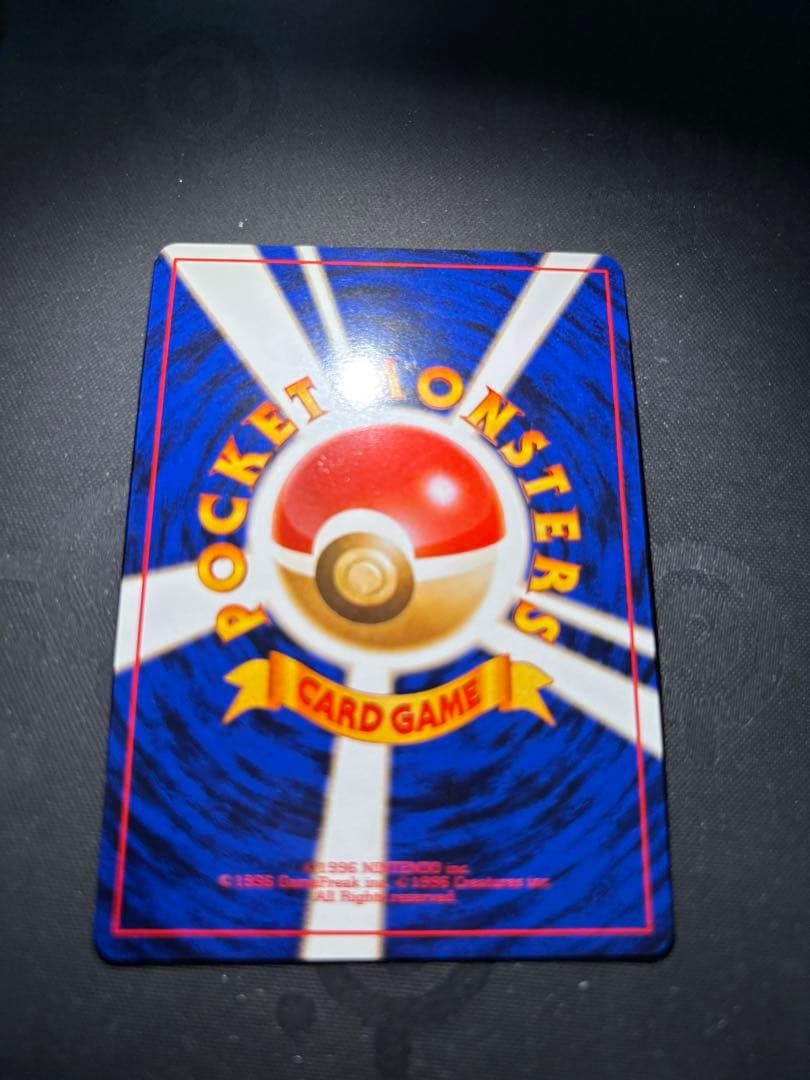 POCKET MONSTERS
CARD GAME
©1996 NINTENDO inc.
©1996 GameFreak inc. ©1996 Creatures inc.
All Rights reserved.